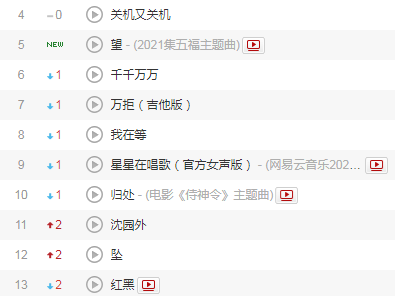 4 – 0 关机又关机
5 NEW 望 - (2021集五福主题曲)
6 1 千千万万
7 1 万拒（吉他版）
8 1 我在等
9 1 星星在唱歌（官方女声版） - (网易云音乐202...
10 1 归处 - (电影《侍神令》主题曲)
11 2 沈园外
12 2 坠
13 2 红黑